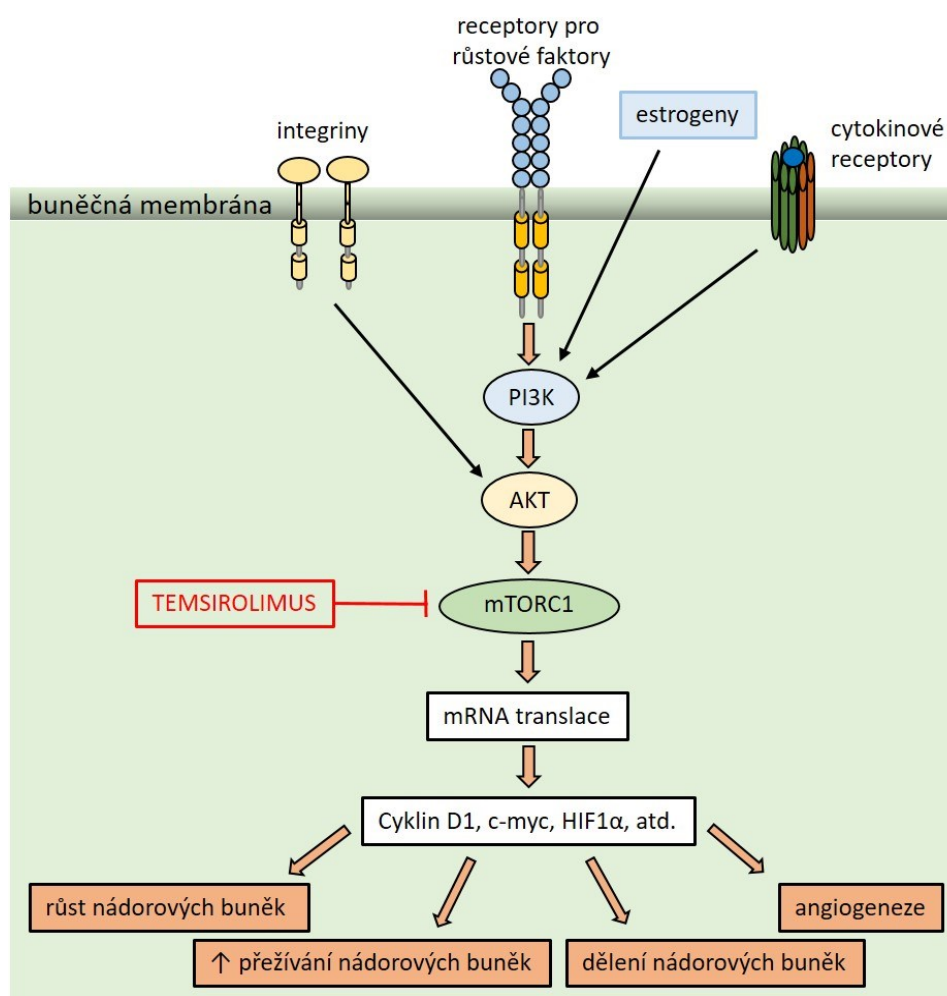 receptory pro
růstové faktory
estrogeny
integriny
cytokinové
receptory
buněčná membrána
PI3K
AKT
TEMSIROLIMUS
mTORC1
mRNA translace
Cyklin D1, c-myc, HIF1α, atd.
růst nádorových buněk
angiogeneze
↑ přežívání nádorových buněk
dělení nádorových buněk